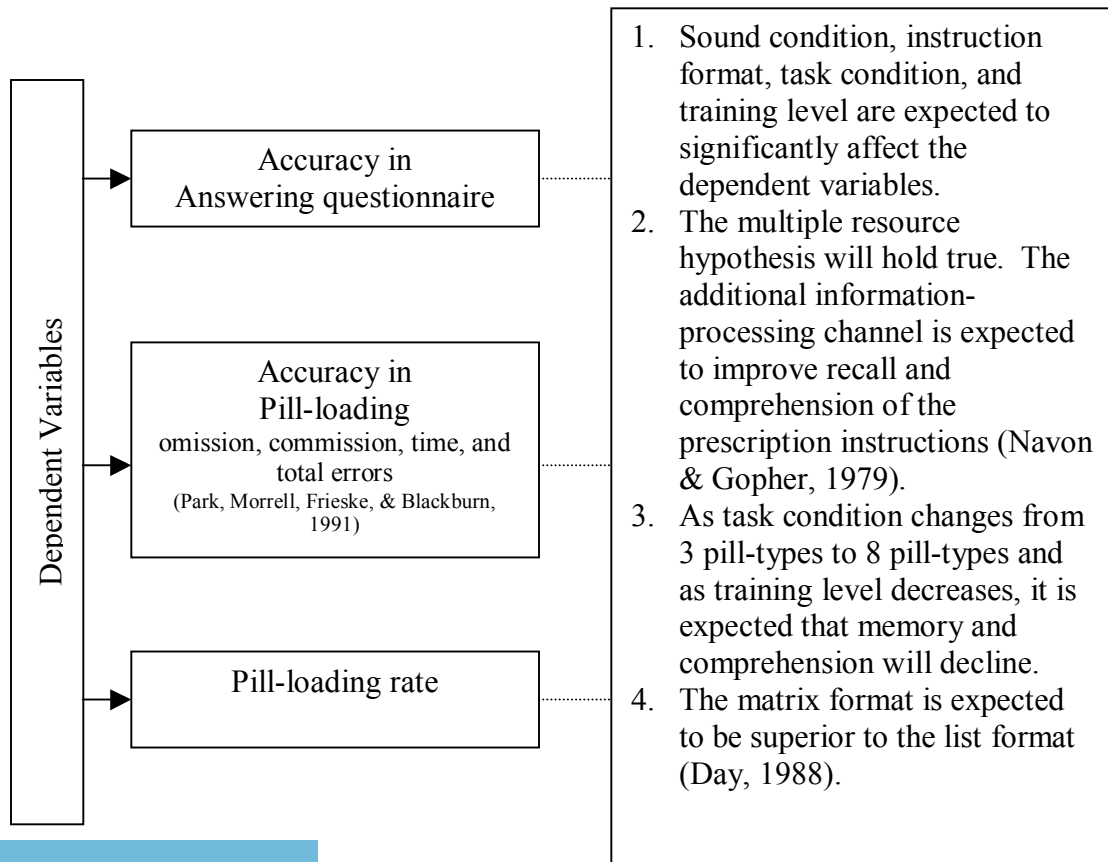 Dependent Variables
Accuracy in
Answering questionnaire
Accuracy in
Pill-loading
omission, commission, time, and
total errors
(Park, Morrell, Frieske, & Blackburn,
1991)
Pill-loading rate
1. Sound condition, instruction
format, task condition, and
training level are expected to
significantly affect the
dependent variables.
2. The multiple resource
hypothesis will hold true. The
additional information-
processing channel is expected
to improve recall and
comprehension of the
prescription instructions (Navon
& Gopher, 1979).
3. As task condition changes from
3 pill-types to 8 pill-types and
as training level decreases, it is
expected that memory and
comprehension will decline.
4. The matrix format is expected
to be superior to the list format
(Day, 1988).